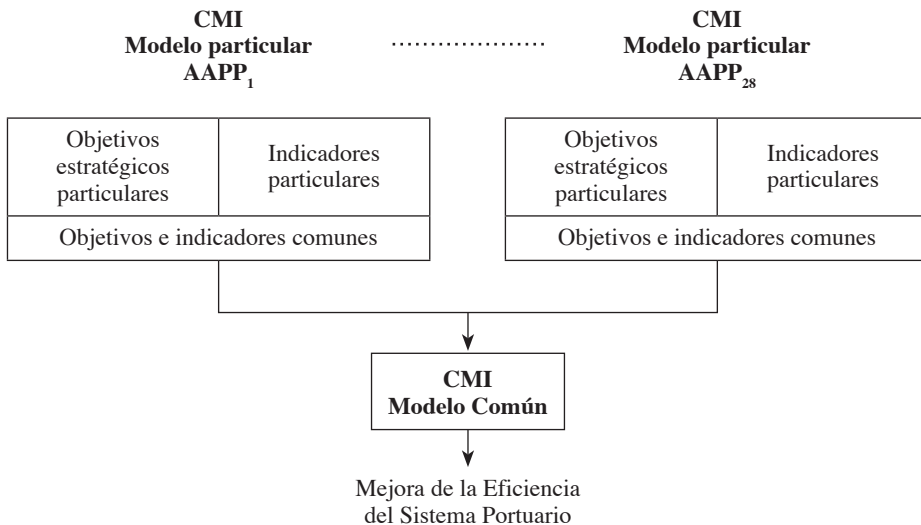 CMI
Modelo particular
AAPP₁
CMI
Modelo particular
AAPP₂₈
Objetivos
estratégicos
particulares
Indicadores
particulares
Objetivos e indicadores comunes
Objetivos
estratégicos
particulares
Indicadores
particulares
Objetivos e indicadores comunes
CMI
Modelo Común
Mejora de la Eficiencia
del Sistema Portuario